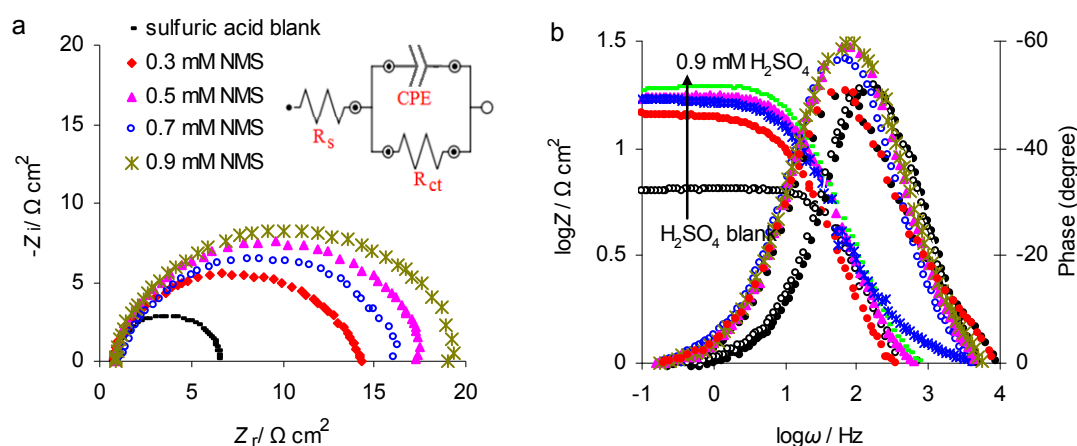 a
20
15
10
5
0
-Zi/ Ω cm2
0 5 10 15 20
Zr/ Ω cm2
sulfuric acid blank
0.3 mM NMS
0.5 mM NMS
0.7 mM NMS
0.9 mM NMS
CPE
Rs
Rct
b
1.5
1
0.5
0
logZ / Ω cm2
0.9 mM H2SO4
H2SO4 blank
-60
-40
-20
0
Phase (degree)
-1 0 1 2 3 4
logω / Hz